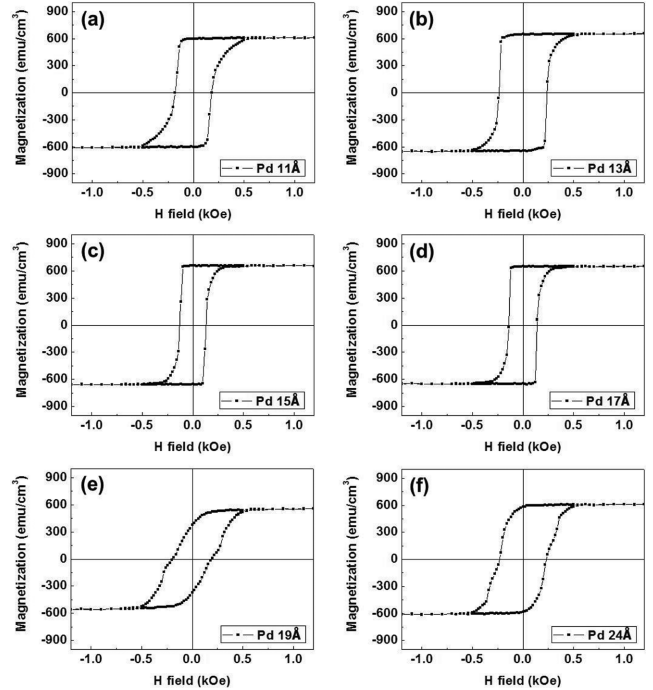 (a)
Magnetization (emu/cm³)
900
600
300
0
-300
-600
-900
Pd 11Å
-1.0 -0.5 0.0 0.5 1.0
H field (kOe)
(b)
Magnetization (emu/cm³)
900
600
300
0
-300
-600
-900
Pd 13Å
-1.0 -0.5 0.0 0.5 1.0
H field (kOe)
(c)
Magnetization (emu/cm³)
900
600
300
0
-300
-600
-900
Pd 15Å
-1.0 -0.5 0.0 0.5 1.0
H field (kOe)
(d)
Magnetization (emu/cm³)
900
600
300
0
-300
-600
-900
Pd 17Å
-1.0 -0.5 0.0 0.5 1.0
H field (kOe)
(e)
Magnetization (emu/cm³)
900
600
300
0
-300
-600
-900
Pd 19Å
-1.0 -0.5 0.0 0.5 1.0
H field (kOe)
(f)
Magnetization (emu/cm³)
900
600
300
0
-300
-600
-900
Pd 24Å
-1.0 -0.5 0.0 0.5 1.0
H field (kOe)